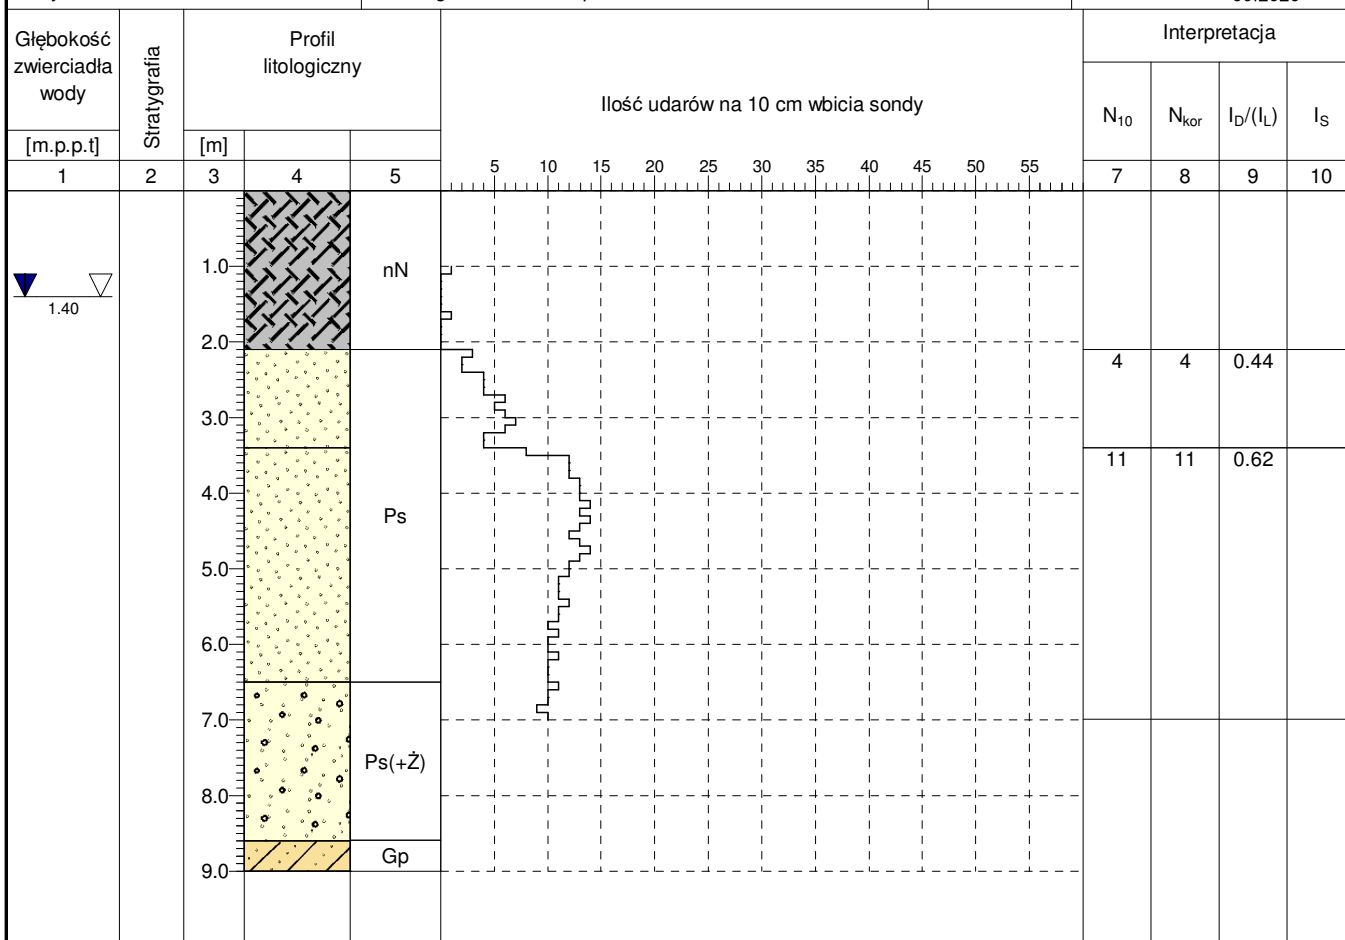 Głębokość
zwierciadła
wody
[m.p.p.t]
Stratygrafia
Profil
litologiczny
[m]
Ilość udarów na 10 cm wbicia sondy
Interpretacja
N10 Nkor ID/(IL) IS
5 10 15 20 25 30 35 40 45 50 55
1 2 3 4 5 7 8 9 10
1.0
nN
1.40
2.0
4 4 0.44
3.0
11 11 0.62
4.0
Ps
5.0
6.0
7.0
Ps(+Ż)
8.0
Gp
9.0